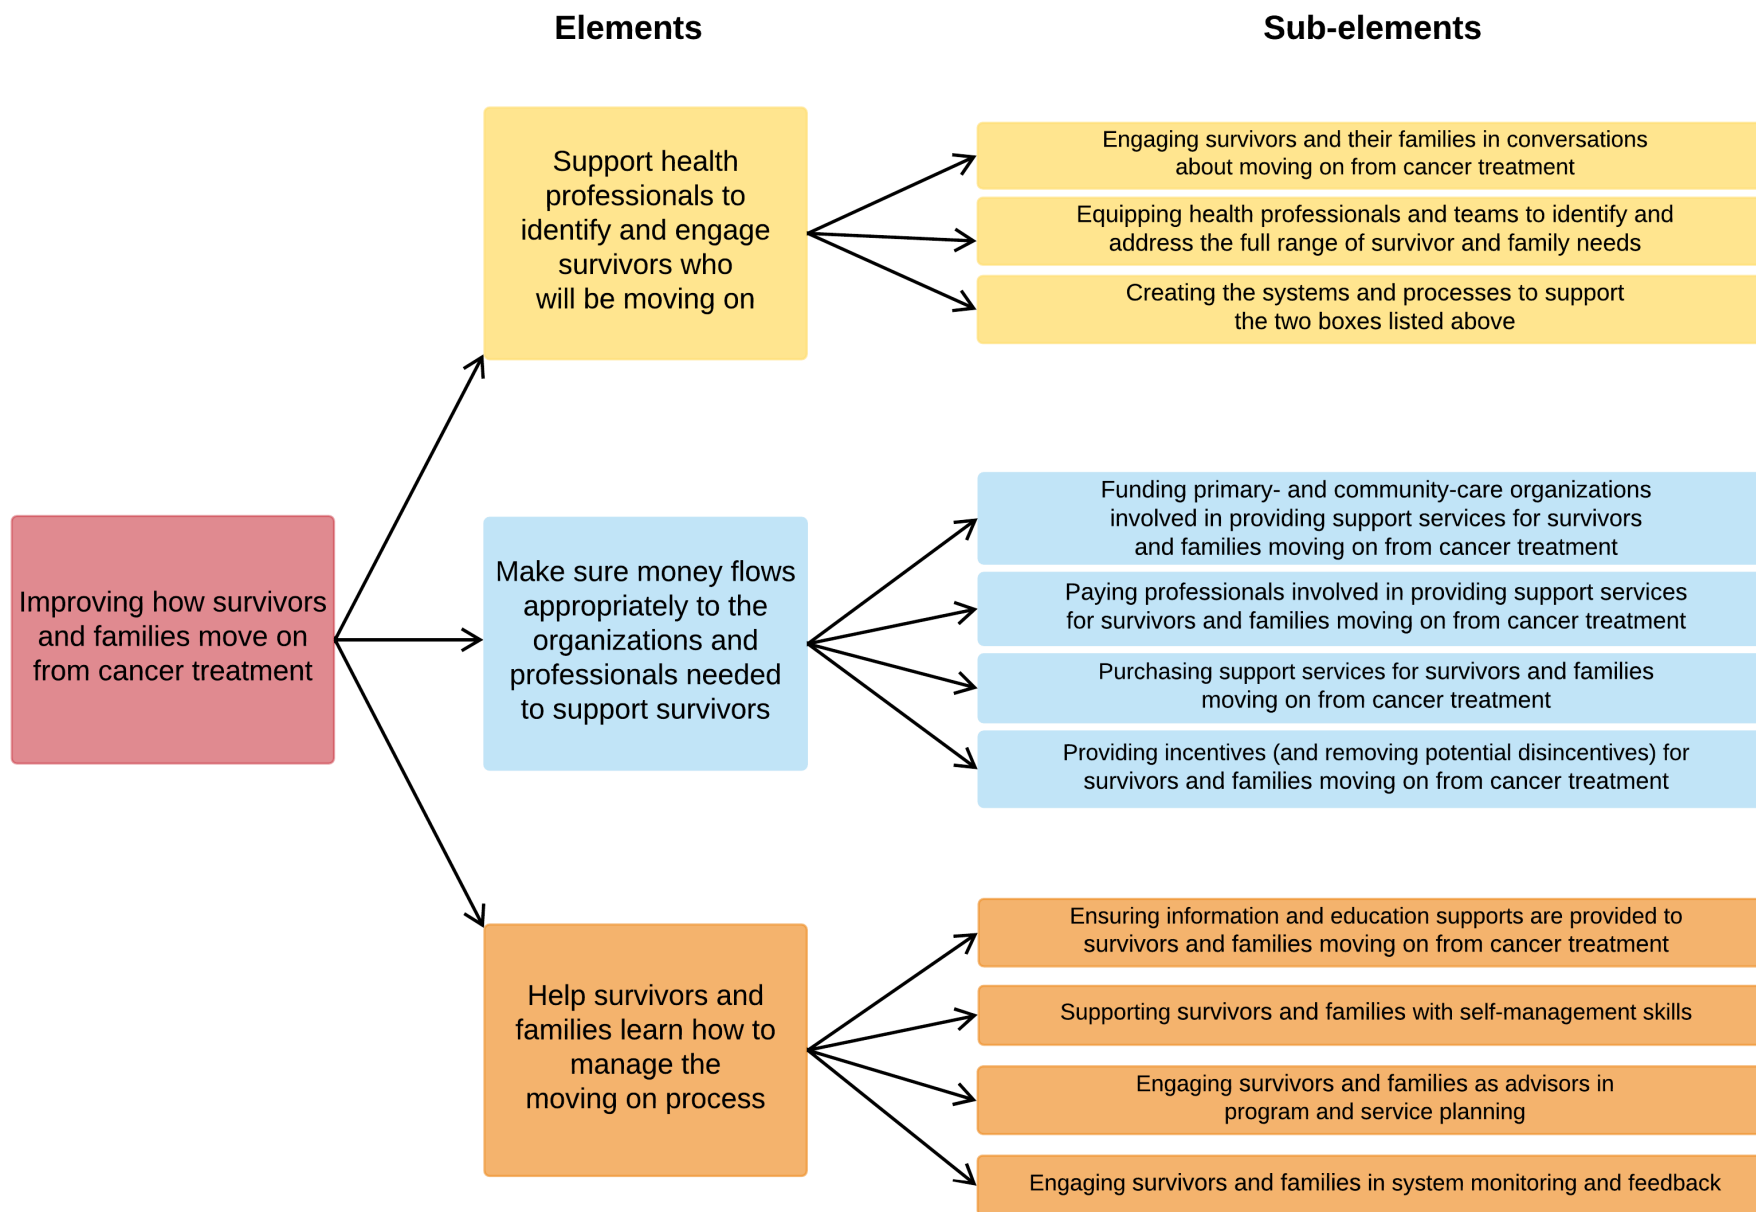 Elements
Sub-elements
Improving how survivors
and families move on
from cancer treatment
Support health
professionals to
identify and engage
survivors who
will be moving on
Engaging survivors and their families in conversations
about moving on from cancer treatment
Equipping health professionals and teams to identify and
address the full range of survivor and family needs
Creating the systems and processes to support
the two boxes listed above
Make sure money flows
appropriately to the
organizations and
professionals needed
to support survivors
Funding primary- and community-care organizations
involved in providing support services for survivors
and families moving on from cancer treatment
Paying professionals involved in providing support services
for survivors and families moving on from cancer treatment
Purchasing support services for survivors and families
moving on from cancer treatment
Providing incentives (and removing potential disincentives) for
survivors and families moving on from cancer treatment
Help survivors and
families learn how to
manage the
moving on process
Ensuring information and education supports are provided to
survivors and families moving on from cancer treatment
Supporting survivors and families with self-management skills
Engaging survivors and families as advisors in
program and service planning
Engaging survivors and families in system monitoring and feedback